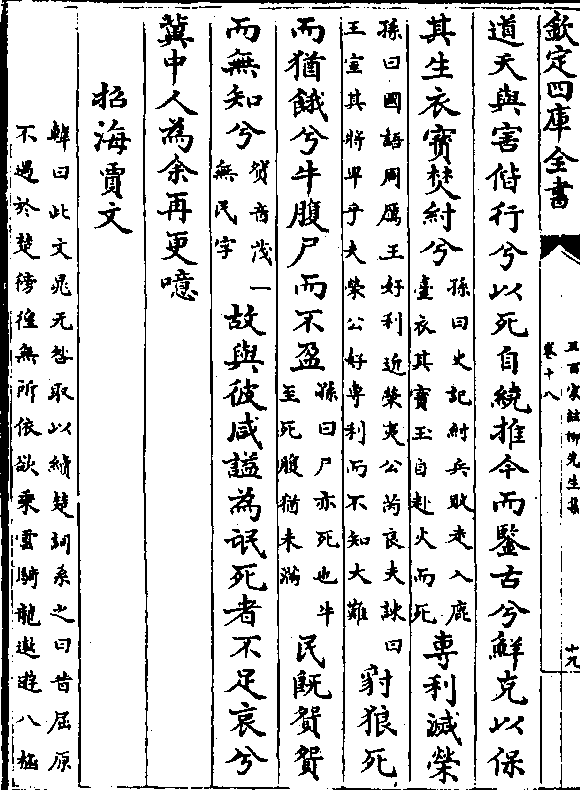 欽定四庫全書
五百家註柳先生集
卷十八
十九
道天與害偕行兮以死自繞推今而鑒古兮鮮克以保
其生衣寶焚紂兮孫曰史記紂兵敗走入鹿
臺衣其寶玉自赴火而死專利滅榮
孫曰國語周厲王好利近榮夷公芮良夫諫曰
王室其將卑乎夫榮公好專利而不知大難豺狼死
而猶餓兮牛腹尸而不盈孫曰尸亦死也牛
至死腹猶未滿民既貿貿
而無知兮貿音茂一
無民字故與彼咸謚為氓死者不足哀兮
冀中人為余再更噫
招海賈文
韓曰此文晁无咎取以續楚詞系之曰昔屈原
不遇於楚徬徨無所依欲乘雲騎龍遨遊八極